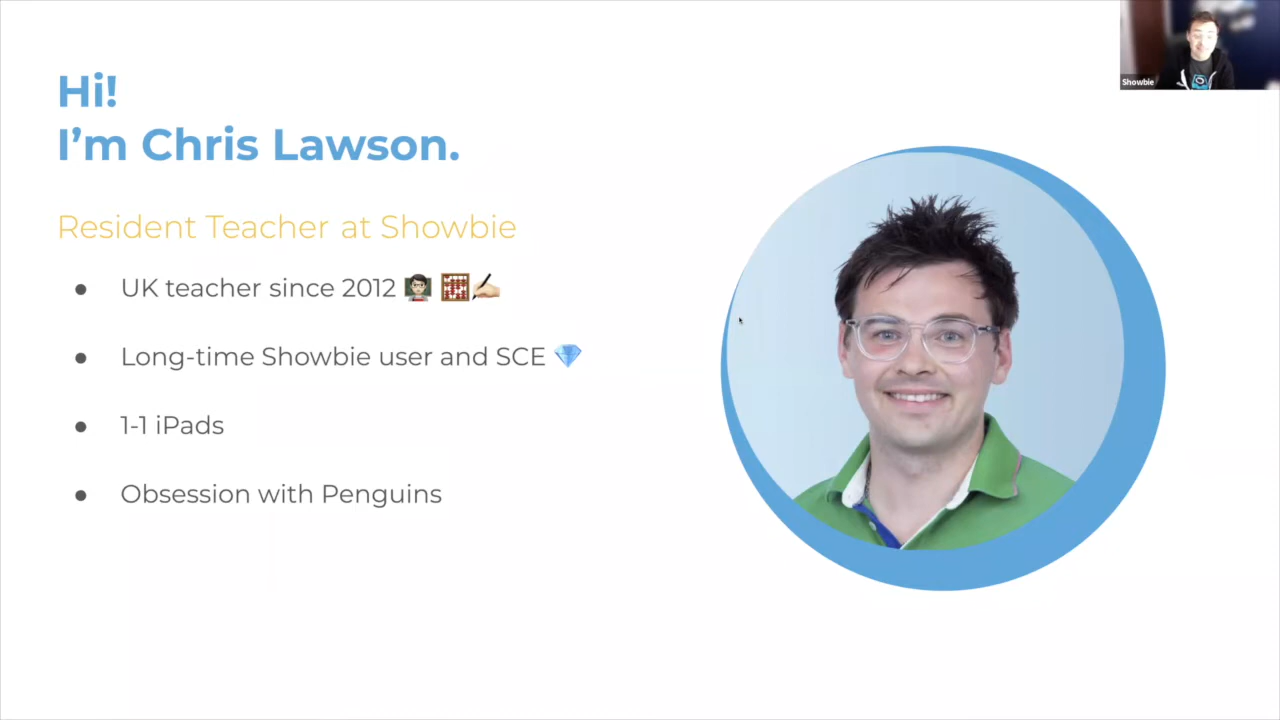 Hi!
I'm Chris Lawson.
Resident Teacher at Showbie
● UK teacher since 2012 👨🏻‍🏫 🧮✍🏻
● Long-time Showbie user and SCE 💎
● 1-1 iPads
● Obsession with Penguins
Showbie